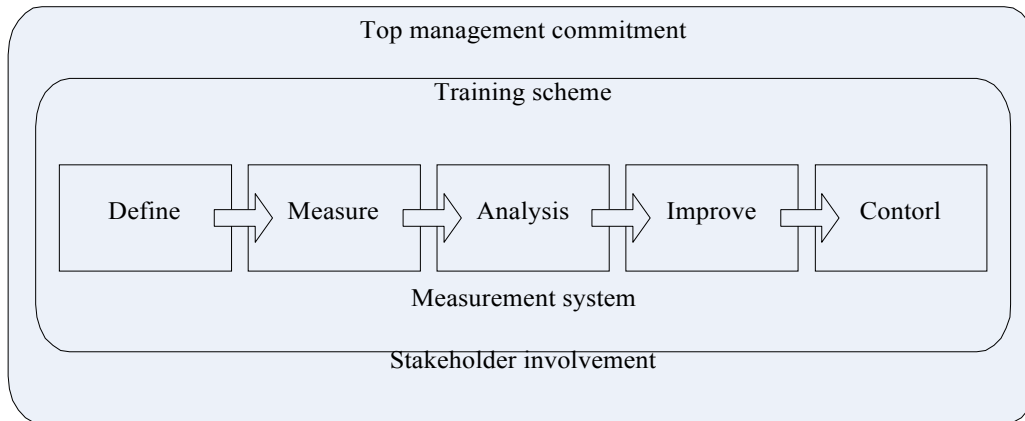 Top management commitment
Training scheme
Define Measure Analysis Improve Contorl
Measurement system
Stakeholder involvement